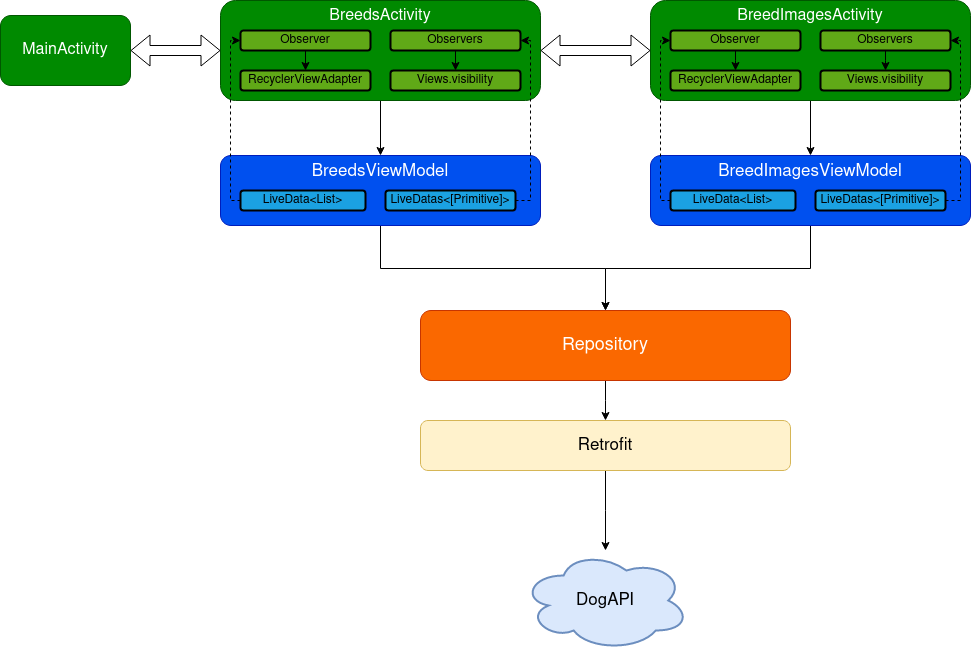 MainActivity
BreedsActivity
Observer
Observers
RecyclerViewAdapter
Views.visibility
BreedImagesActivity
Observer
Observers
RecyclerViewAdapter
Views.visibility
BreedsViewModel
LiveData<List>
LiveDatas<[Primitive]>
BreedImagesViewModel
LiveData<List>
LiveDatas<[Primitive]>
Repository
Retrofit
DogAPI